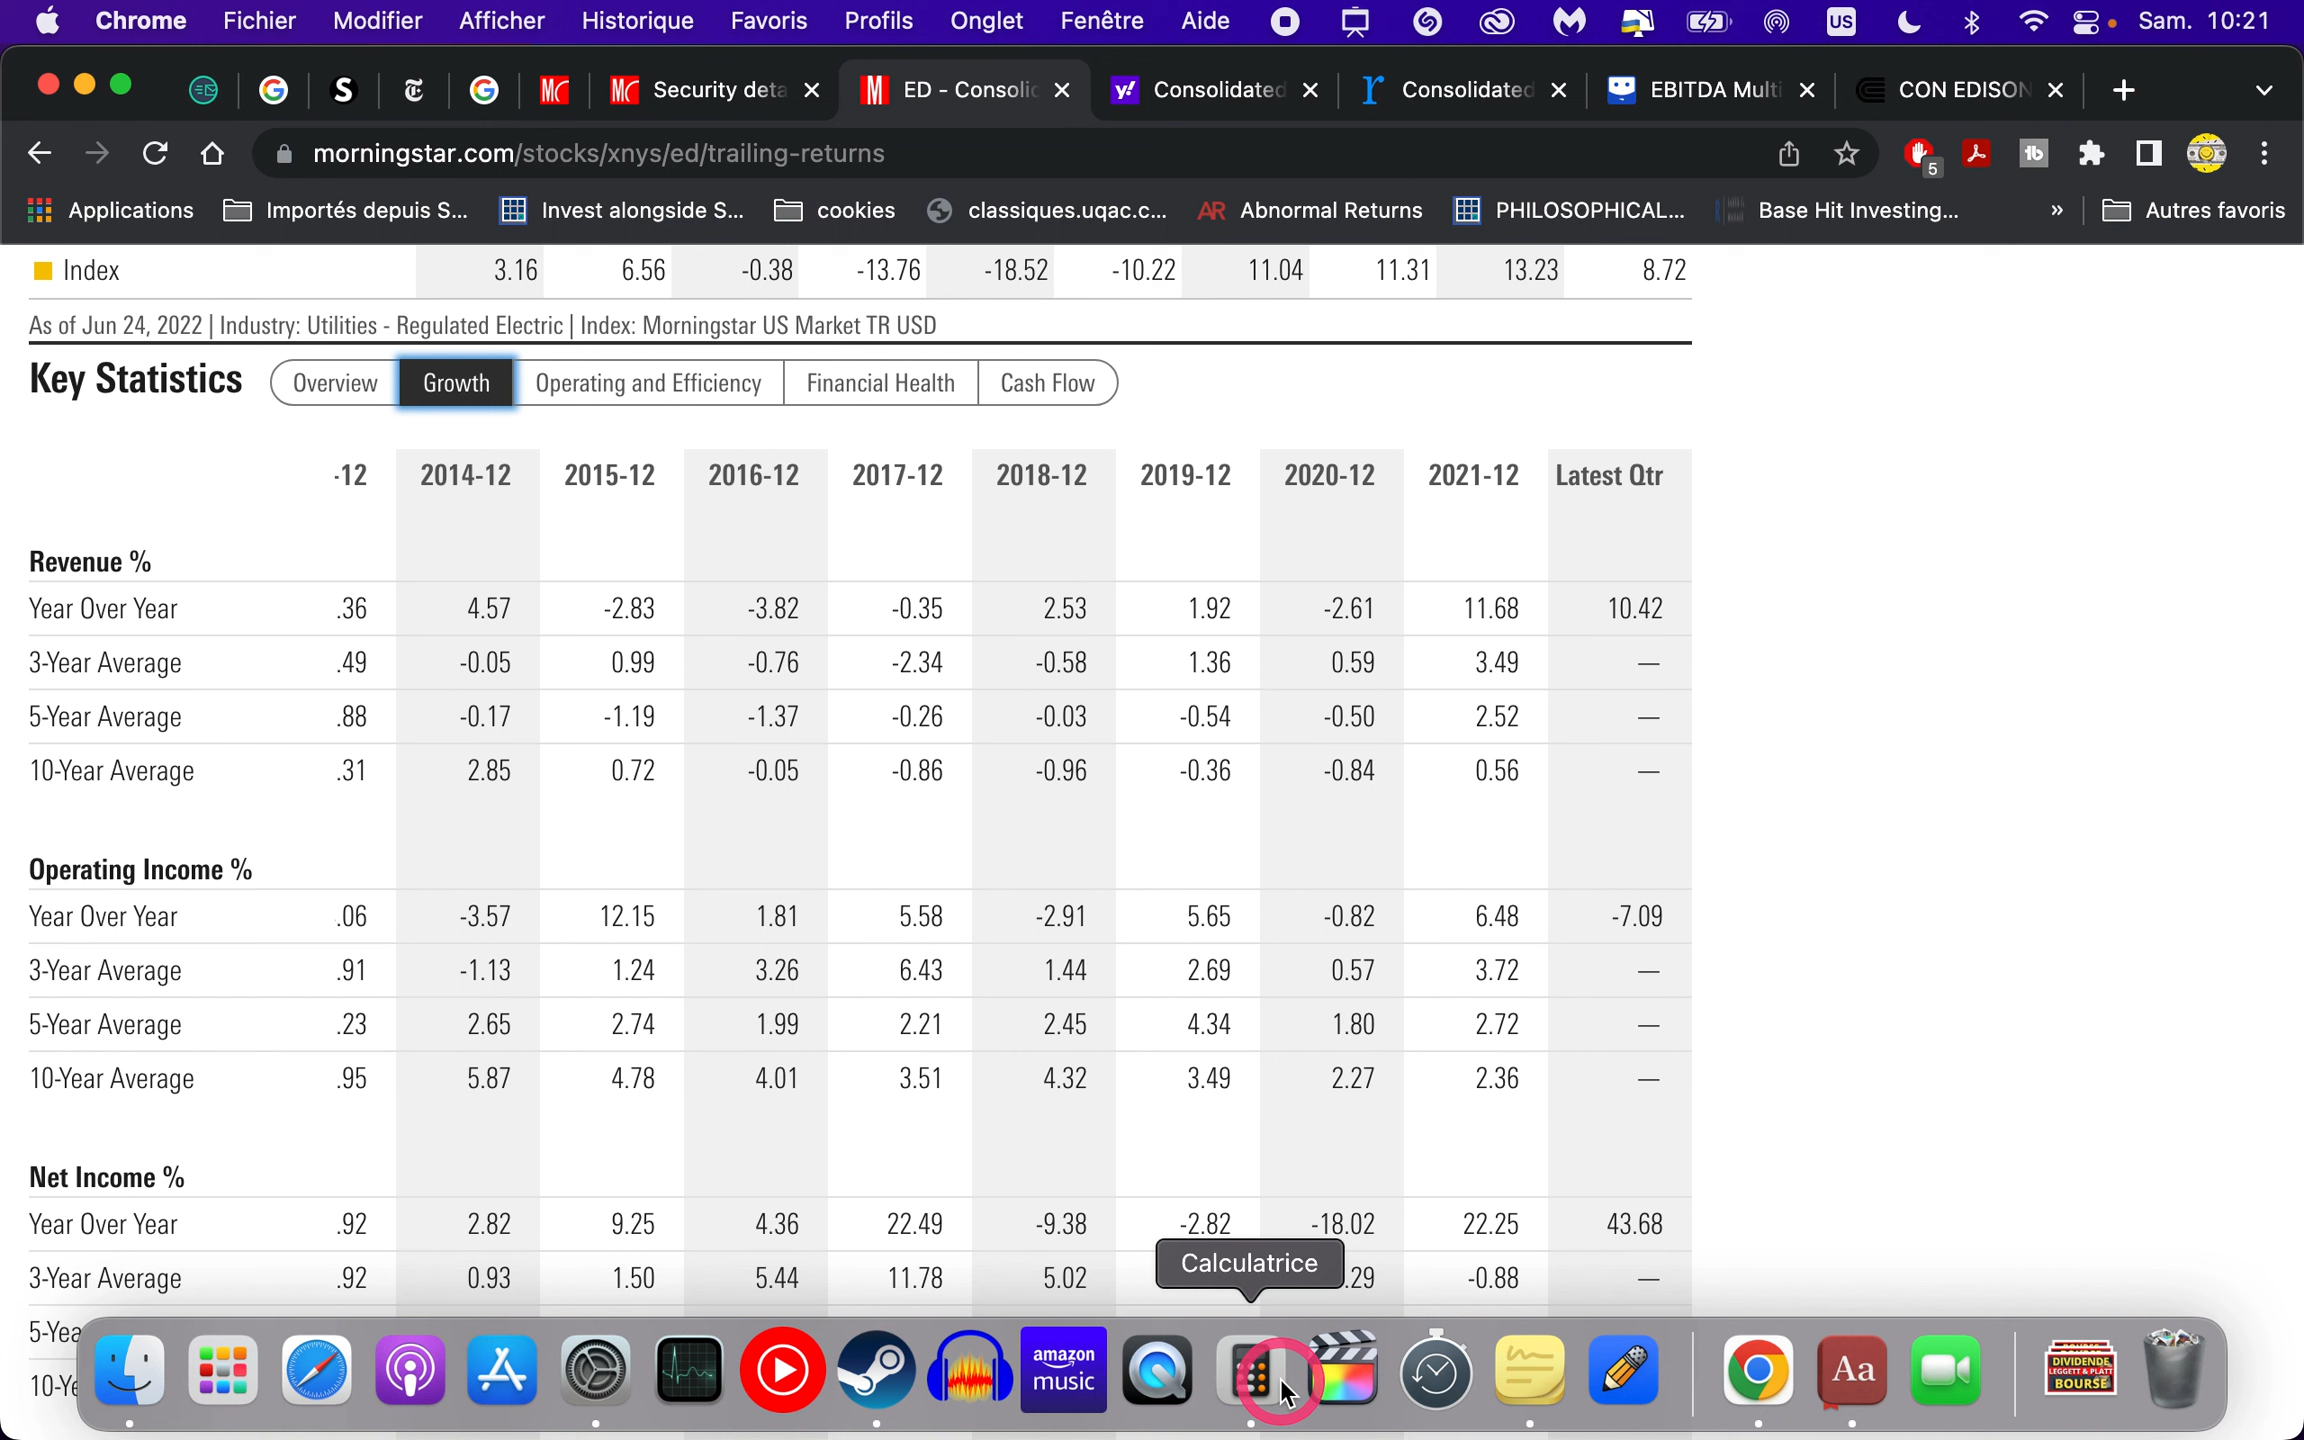 Chrome Fichier Modifier Afficher Historique Favoris Profils Onglet Fenêtre Aide US Sam. 10:21
Security deta ED - Consolid Consolidated Consolidated EBITDA Multi CON EDISON
morningstar.com/stocks/xnys/ed/trailing-returns 5
Applications Importés depuis S... Invest alongside S... cookies classiques.uqac.c... AR Abnormal Returns PHILOSOPHICAL... Base Hit Investing... » Autres favoris
Index 3.16 6.56 -0.38 -13.76 -18.52 -10.22 11.04 11.31 13.23 8.72
As of Jun 24, 2022 | Industry: Utilities - Regulated Electric | Index: Morningstar US Market TR USD
Key Statistics Overview Growth Operating and Efficiency Financial Health Cash Flow
-12 2014-12 2015-12 2016-12 2017-12 2018-12 2019-12 2020-12 2021-12 Latest Qtr
Revenue %
Year Over Year .36 4.57 -2.83 -3.82 -0.35 2.53 1.92 -2.61 11.68 10.42
3-Year Average .49 -0.05 0.99 -0.76 -2.34 -0.58 1.36 0.59 3.49 —
5-Year Average .88 -0.17 -1.19 -1.37 -0.26 -0.03 -0.54 -0.50 2.52 —
10-Year Average .31 2.85 0.72 -0.05 -0.86 -0.96 -0.36 -0.84 0.56 —
Operating Income %
Year Over Year .06 -3.57 12.15 1.81 5.58 -2.91 5.65 -0.82 6.48 -7.09
3-Year Average .91 -1.13 1.24 3.26 6.43 1.44 2.69 0.57 3.72 —
5-Year Average .23 2.65 2.74 1.99 2.21 2.45 4.34 1.80 2.72 —
10-Year Average .95 5.87 4.78 4.01 3.51 4.32 3.49 2.27 2.36 —
Net Income %
Year Over Year .92 2.82 9.25 4.36 22.49 -9.38 -2.82 -18.02 22.25 43.68
Calculatrice
3-Year Average .92 0.93 1.50 5.44 11.78 5.02 .29 -0.88 —
5-Yea
10-Ye
amazon music
Aa
DIVIDENDE LEGGETT & PLATT BOURSE